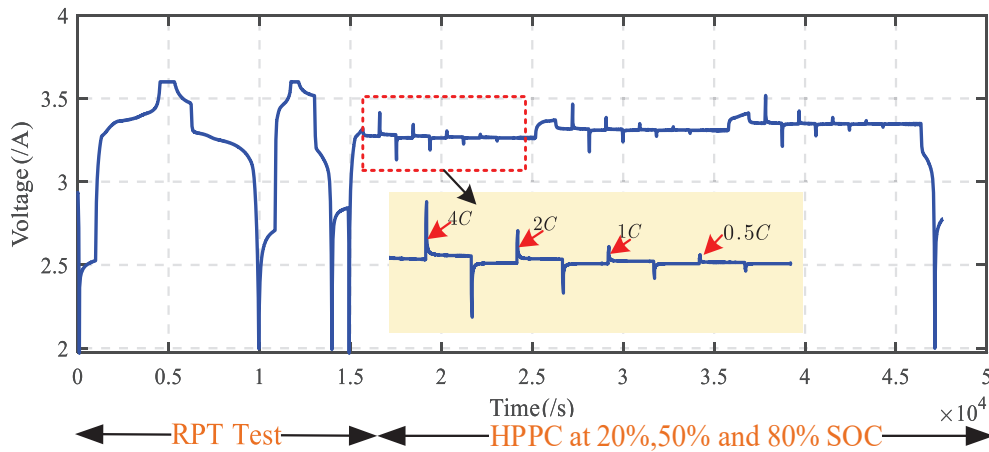 4
3.5
3
2.5
2
Voltage(/A)
4C
2C
1C
0.5C
0
0.5
1
1.5
2
2.5
3
3.5
4
4.5
5
Time(/s)
×10⁴
RPT Test
HPPC at 20%,50% and 80% SOC